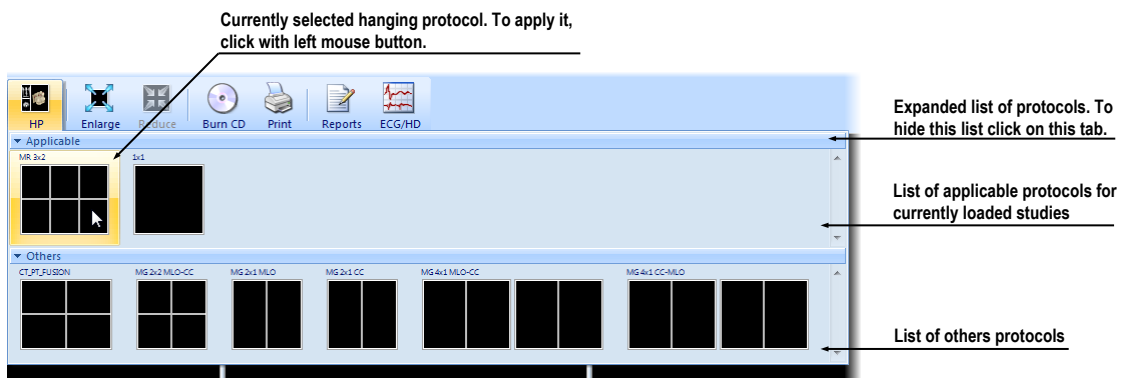 Currently selected hanging protocol. To apply it,
click with left mouse button.
HP
Enlarge
Reduce
Burn CD
Print
Reports
ECG/HD
Expanded list of protocols. To
hide this list click on this tab.
Applicable
MR 3x2
1x1
List of applicable protocols for
currently loaded studies
Others
CT_PT_FUSION
MG 2x2 MLO-CC
MG 2x1 MLO
MG 2x1 CC
MG 4x1 MLO-CC
MG 4x1 CC-MLO
List of others protocols